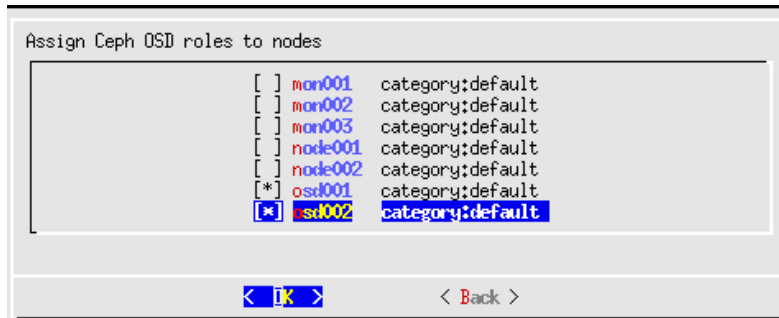 Assign Ceph OSD roles to nodes
[ ] mon001 category:default
[ ] mon002 category:default
[ ] mon003 category:default
[ ] node001 category:default
[ ] node002 category:default
[*] osd001 category:default
[*] osd002 category:default
< OK > < Back >